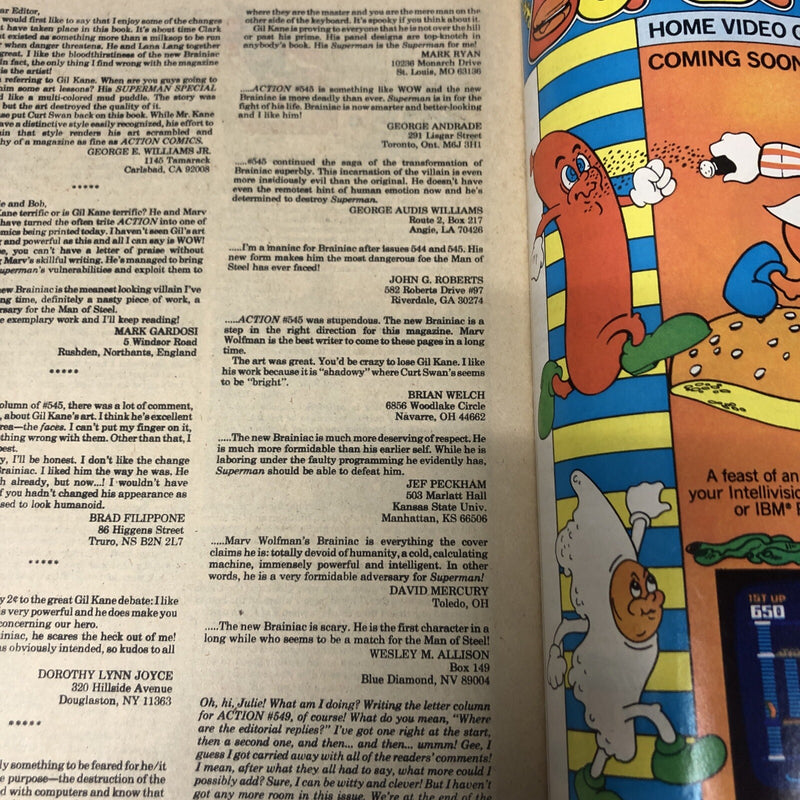 ar Editor,
would first like to say that I enjoy some of the changes
t have taken place in this book. It's about time Clark
ore existed as something more than a milksop to be run
when danger threatens. He and Lana Lang together
great. I like the bloodthirstiness of the new Brainiac
in fact, the only thing I find wrong with the magazine
is the artist!
referring to Gil Kane. When are you guys going to
him some art lessons? His SUPERMAN SPECIAL
d like a multi-colored mud puddle. The story was
but the art destroyed the quality of it.
se put Curt Swan back on this book. While Mr. Kane
ave a distinctive style easily recognized, his effort to
in that style renders his art scrambled and
hy of a magazine as fine as ACTION COMICS.
GEORGE E. WILLIAMS JR.
1145 Tamarack
Carlsbad, CA 92008
*****
e and Bob,
Kane terrific or is Gil Kane terrific? He and Marv
have turned the often trite ACTION into one of
mics being printed today. I haven't seen Gil's art
g and powerful as this and all I can say is WOW!
se, you can't have a letter of praise without
g Marv's skillful writing. He's managed to bring
uperman's vulnerabilities and exploit them to
new Brainiac is the meanest looking villain I've
ng time, definitely a nasty piece of work, a
rsary for the Man of Steel.
e exemplary work and I'll keep reading!
MARK GARDOSI
5 Windsor Road
Rushden, Northants, England
*****
olumn of #545, there was a lot of comment,
, about Gil Kane's art. I think he's excellent
rea—the faces. I can't put my finger on it,
thing wrong with them. Other than that, I
best.
y, I'll be honest. I don't like the change
Brainiac. I liked him the way he was. He
h already, but now...! I wouldn't have
f you hadn't changed his appearance as
sed to look humanoid.
BRAD FILIPPONE
86 Higgens Street
Truro, NS B2N 2L7
*****
y 2¢ to the great Gil Kane debate: I like
s very powerful and he does make you
concerning our hero.
iniac, he scares the heck out of me!
as obviously intended, so kudos to all
DOROTHY LYNN JOYCE
320 Hillside Avenue
Douglaston, NY 11363
*****
ly something to be feared for he/it
e purpose—the destruction of the
d with computers and know that
where they are the master and you are the mere man on the
other side of the keyboard. It's spooky if you think about it.
Gil Kane is proving to everyone that he is not over the hill
or past his prime. His panel designs are top-knotch in
anybody's book. His Superman is the Superman for me!
MARK RYAN
10236 Monarch Drive
St. Louis, MO 63136
.....ACTION #545 is something like WOW and the new
Brainiac is more deadly than ever. Superman is in for the
fight of his life. Brainiac is now smarter and better-looking
and I like him!
GEORGE ANDRADE
291 Lisgar Street
Toronto, Ont. M6J 3H1
.....#545 continued the saga of the transformation of
Brainiac superbly. This incarnation of the villain is even
more insidiously evil than the original. He doesn't have
even the remotest hint of human emotion now and he's
determined to destroy Superman.
GEORGE AUDIS WILLIAMS
Route 2, Box 217
Angie, LA 70426
.....I'm a maniac for Brainiac after issues 544 and 545. His
new form makes him the most dangerous foe the Man of
Steel has ever faced!
JOHN G. ROBERTS
582 Roberts Drive #97
Riverdale, GA 30274
.....ACTION #545 was stupendous. The new Brainiac is a
step in the right direction for this magazine. Marv
Wolfman is the best writer to come to these pages in a long
time.
The art was great. You'd be crazy to lose Gil Kane. I like
his work because it is "shadowy" where Curt Swan's seems
to be "bright".
BRIAN WELCH
6856 Woodlake Circle
Navarre, OH 44662
.....The new Brainiac is much more deserving of respect. He
is much more formidable than his earlier self. While he is
laboring under the faulty programming he evidently has,
Superman should be able to defeat him.
JEF PECKHAM
503 Marlatt Hall
Kansas State Univ.
Manhattan, KS 66506
.....Marv Wolfman's Brainiac is everything the cover
claims he is: totally devoid of humanity, a cold, calculating
machine, immensely powerful and intelligent. In other
words, he is a very formidable adversary for Superman!
DAVID MERCURY
Toledo, OH
.....The new Brainiac is scary. He is the first character in a
long while who seems to be a match for the Man of Steel!
WESLEY M. ALLISON
Box 149
Blue Diamond, NV 89004
Oh, hi, Julie! What am I doing? Writing the letter column
for ACTION #549, of course! What do you mean, "Where
are the editorial replies?" I've got one right at the start,
then a second one, and then... and then... ummm! Gee, I
guess I got carried away with all of the readers' comments!
I mean, after what they all had to say, what more could I
possibly add? Sure, I can be witty and clever! But I haven't
got any more room in this issue. We're at the end of the
HOME VIDEO
COMING SOON
A feast of an
your Intellivisi
or IBM®
1ST UP
650